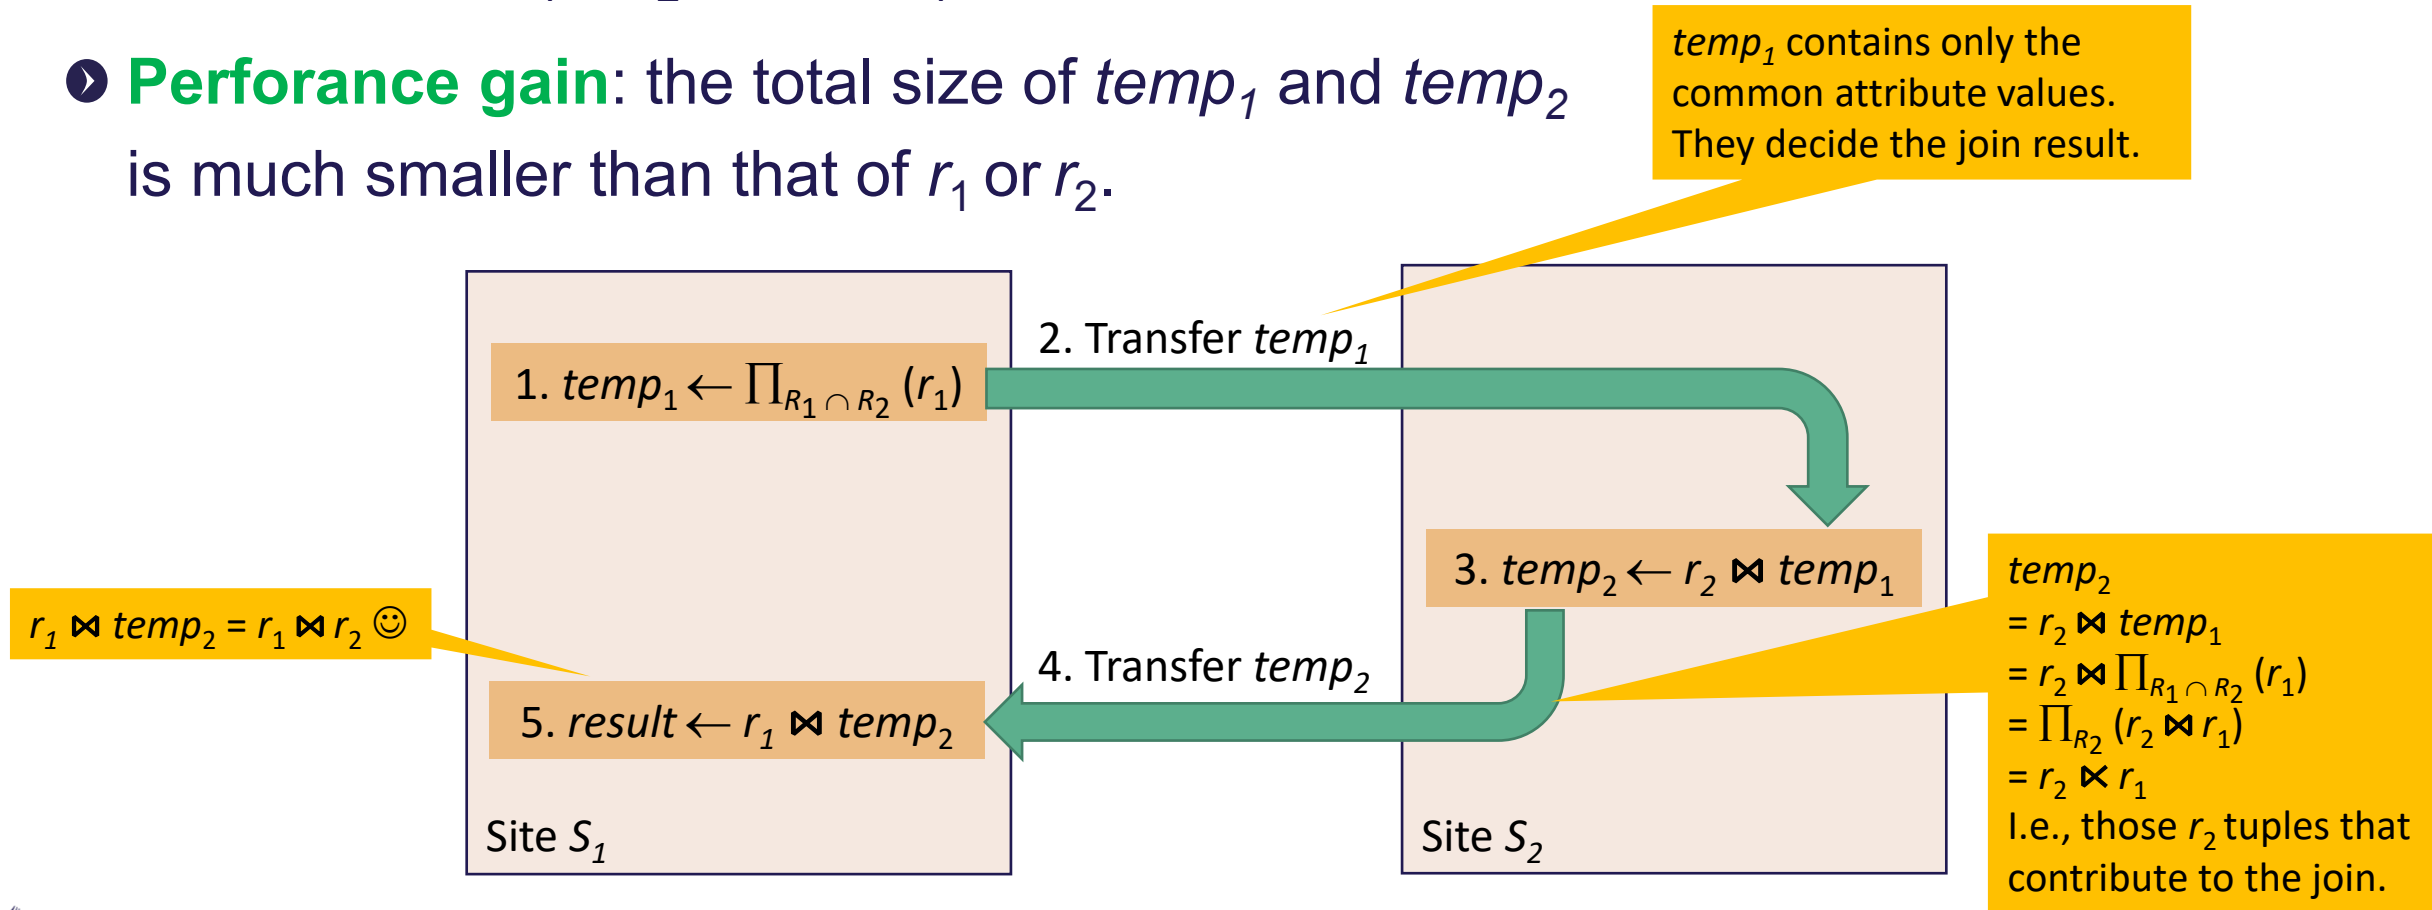 Perforance gain: the total size of temp₁ and temp₂
is much smaller than that of r₁ or r₂.
temp₁ contains only the
common attribute values.
They decide the join result.
2. Transfer temp₁
1. temp₁ ← ∏R₁ ∩ R₂ (r₁)
3. temp₂ ← r₂ ⋈ temp₁
r₁ ⋈ temp₂ = r₁ ⋈ r₂ ☺
4. Transfer temp₂
5. result ← r₁ ⋈ temp₂
Site S₁
Site S₂
temp₂
= r₂ ⋈ temp₁
= r₂ ⋈ ∏R₁ ∩ R₂ (r₁)
= ∏R₂ (r₂ ⋈ r₁)
= r₂ ⋉ r₁
I.e., those r₂ tuples that
contribute to the join.